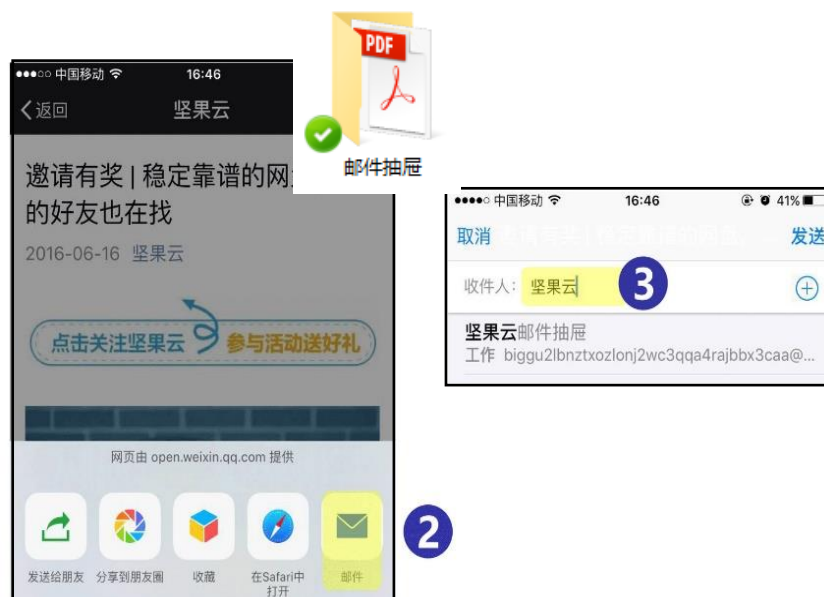 PDF
邮件抽屉
中国移动 16:46
返回 坚果云
邀请有奖 | 稳定靠谱的网
的好友也在找
2016-06-16 坚果云
点击关注坚果云 参与活动送好礼
网页由 open.weixin.qq.com 提供
发送给朋友 分享到朋友圈 收藏 在Safari中
打开 邮件
2
中国移动 16:46 41%
取消 发送
收件人: 坚果云
3
坚果云邮件抽屉
工作 biggu2lbnztxozlonj2wc3qqa4rajbbx3caa@...